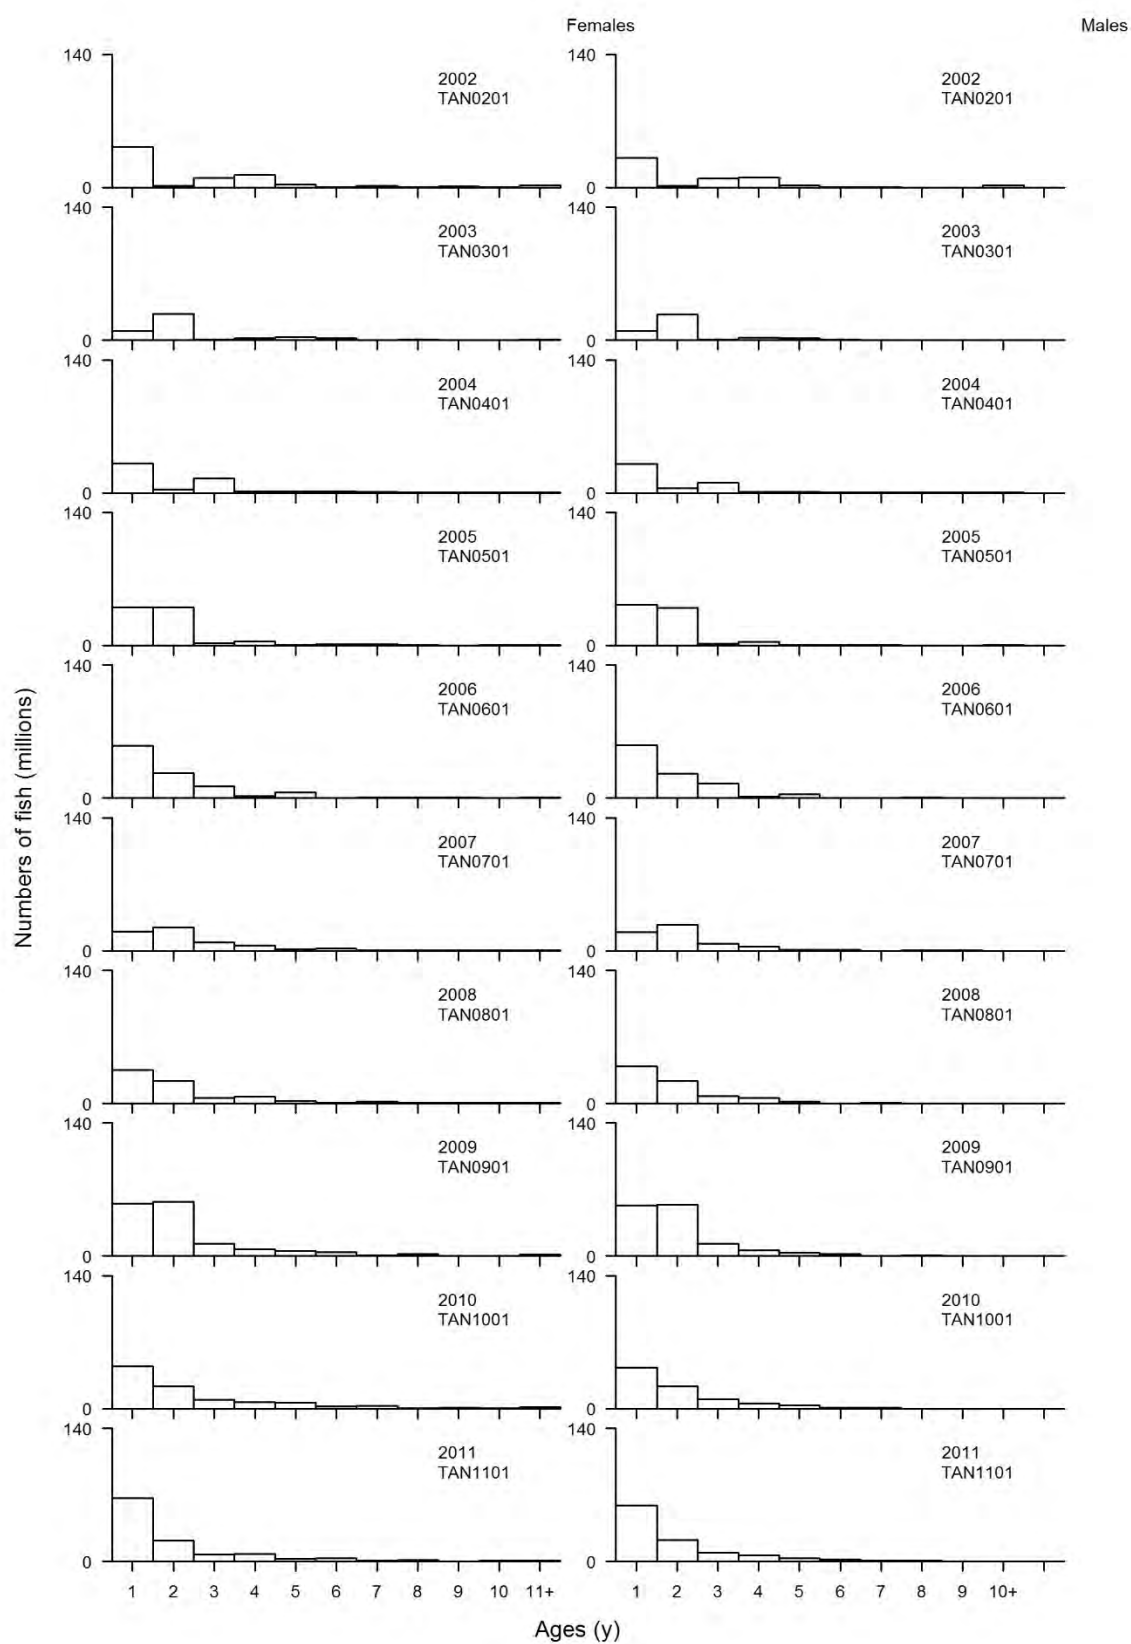 Females Males
140 2002 2002
TAN0201 TAN0201
0 0
140 2003 140 2003
TAN0301 TAN0301
0 0
140 2004 140 2004
TAN0401 TAN0401
0 0
140 2005 140 2005
TAN0501 TAN0501
0 0
140 2006 140 2006
TAN0601 TAN0601
0 0
Numbers of fish (millions)
140 2007 140 2007
TAN0701 TAN0701
0 0
140 2008 140 2008
TAN0801 TAN0801
0 0
140 2009 140 2009
TAN0901 TAN0901
0 0
140 2010 140 2010
TAN1001 TAN1001
0 0
140 2011 140 2011
TAN1101 TAN1101
0 0
1 2 3 4 5 6 7 8 9 10 11+ 1 2 3 4 5 6 7 8 9 10+
Ages (y)